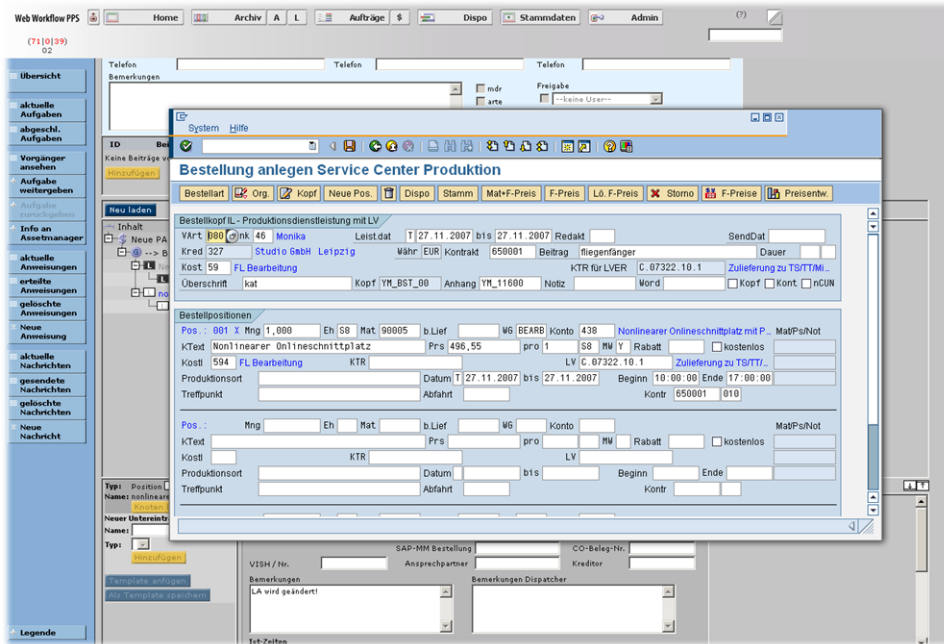 Web Workflow PPS Home Archiv A L Aufträge $ Dispo Stammdaten Admin (?)
(71|0|39)
02
Übersicht
aktuelle
Aufgaben
abgeschl.
Aufgaben
Vorgänger
ansehen
Aufgabe
weitergeben
Aufgabe
zurückgeben
Info an
Assetmanager
aktuelle
Anweisungen
erteilte
Anweisungen
gelöschte
Anweisungen
Neue
Anweisung
aktuelle
Nachrichten
gesendete
Nachrichten
gelöschte
Nachrichten
Neue
Nachricht
Legende
Telefon Telefon Telefon
Bemerkungen
mdr
arte
Freigabe
--keine User--
ID
Keine Beiträge
Hinzufügen
Neu laden
Inhalt
Neue PA
--> B
System Hilfe
Bestellung anlegen Service Center Produktion
Bestellart Org. Kopf Neue Pos. Dispo Stamm Mat+F-Preis F-Preis Lö. F-Preis Storno F-Preise Preisentw.
Bestellkopf IL - Produktionsdienstleistung mit LV
VArt 080 nk 46 Monika Leist.dat T 27.11.2007 bis 27.11.2007 Redakt SendDat
Kred 327 Studio GmbH Leipzig Währ EUR Kontrakt 650001 Beitrag fliegenfänger Dauer
Kost 59 FL Bearbeitung KTR für LVER C.07322.10.1 Zulieferung zu TS/TT/Mi...
Überschrift kat Kopf YM_BST_00 Anhang YM_11600 Notiz Word Kopf Kont nCUN
Bestellpositionen
Pos.: 001 X Mng 1,000 Eh S8 Mat 90005 b.Lief WG BEARB Konto 438 Nonlinearer Onlineschnittplatz mit P... Mat/Ps/Not
KText Nonlinearer Onlineschnittplatz Prs 496,55 pro 1 S8 MW Y Rabatt kostenlos
Kostl 594 FL Bearbeitung KTR LV C.07322.10.1 Zulieferung zu TS/TT/..
Produktionsort Datum T 27.11.2007 bis 27.11.2007 Beginn 10:00:00 Ende 17:00:00
Treffpunkt Abfahrt Kontr 650001 010
Pos.: Mng Eh Mat b.Lief WG Konto Mat/Ps/Not
KText Prs pro MW Rabatt kostenlos
Kostl KTR LV
Produktionsort Datum bis Beginn Ende
Treffpunkt Abfahrt Kontr
Typ: Position
Name: nonlineare
Knoten
Neuer Untereintr
Name:
Typ:
Hinzufügen
Template anfügen
Als Template speichern
SAP-MM Bestellung CO-Beleg-Nr.
VISH / Nr. Ansprechpartner Kreditor
Bemerkungen Bemerkungen Dispatcher
LA wird geändert!
Ist-Zeiten